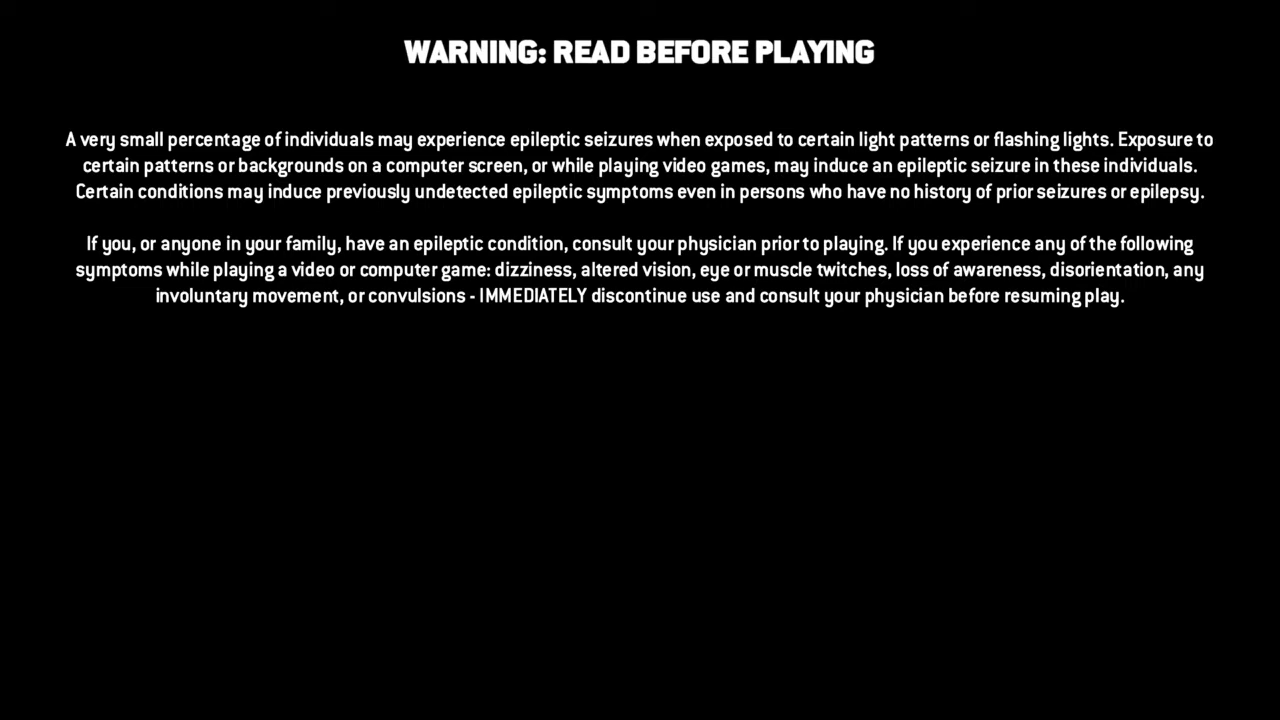 WARNING: READ BEFORE PLAYING
A very small percentage of individuals may experience epileptic seizures when exposed to certain light patterns or flashing lights. Exposure to
certain patterns or backgrounds on a computer screen, or while playing video games, may induce an epileptic seizure in these individuals.
Certain conditions may induce previously undetected epileptic symptoms even in persons who have no history of prior seizures or epilepsy.
If you, or anyone in your family, have an epileptic condition, consult your physician prior to playing. If you experience any of the following
symptoms while playing a video or computer game: dizziness, altered vision, eye or muscle twitches, loss of awareness, disorientation, any
involuntary movement, or convulsions - IMMEDIATELY discontinue use and consult your physician before resuming play.